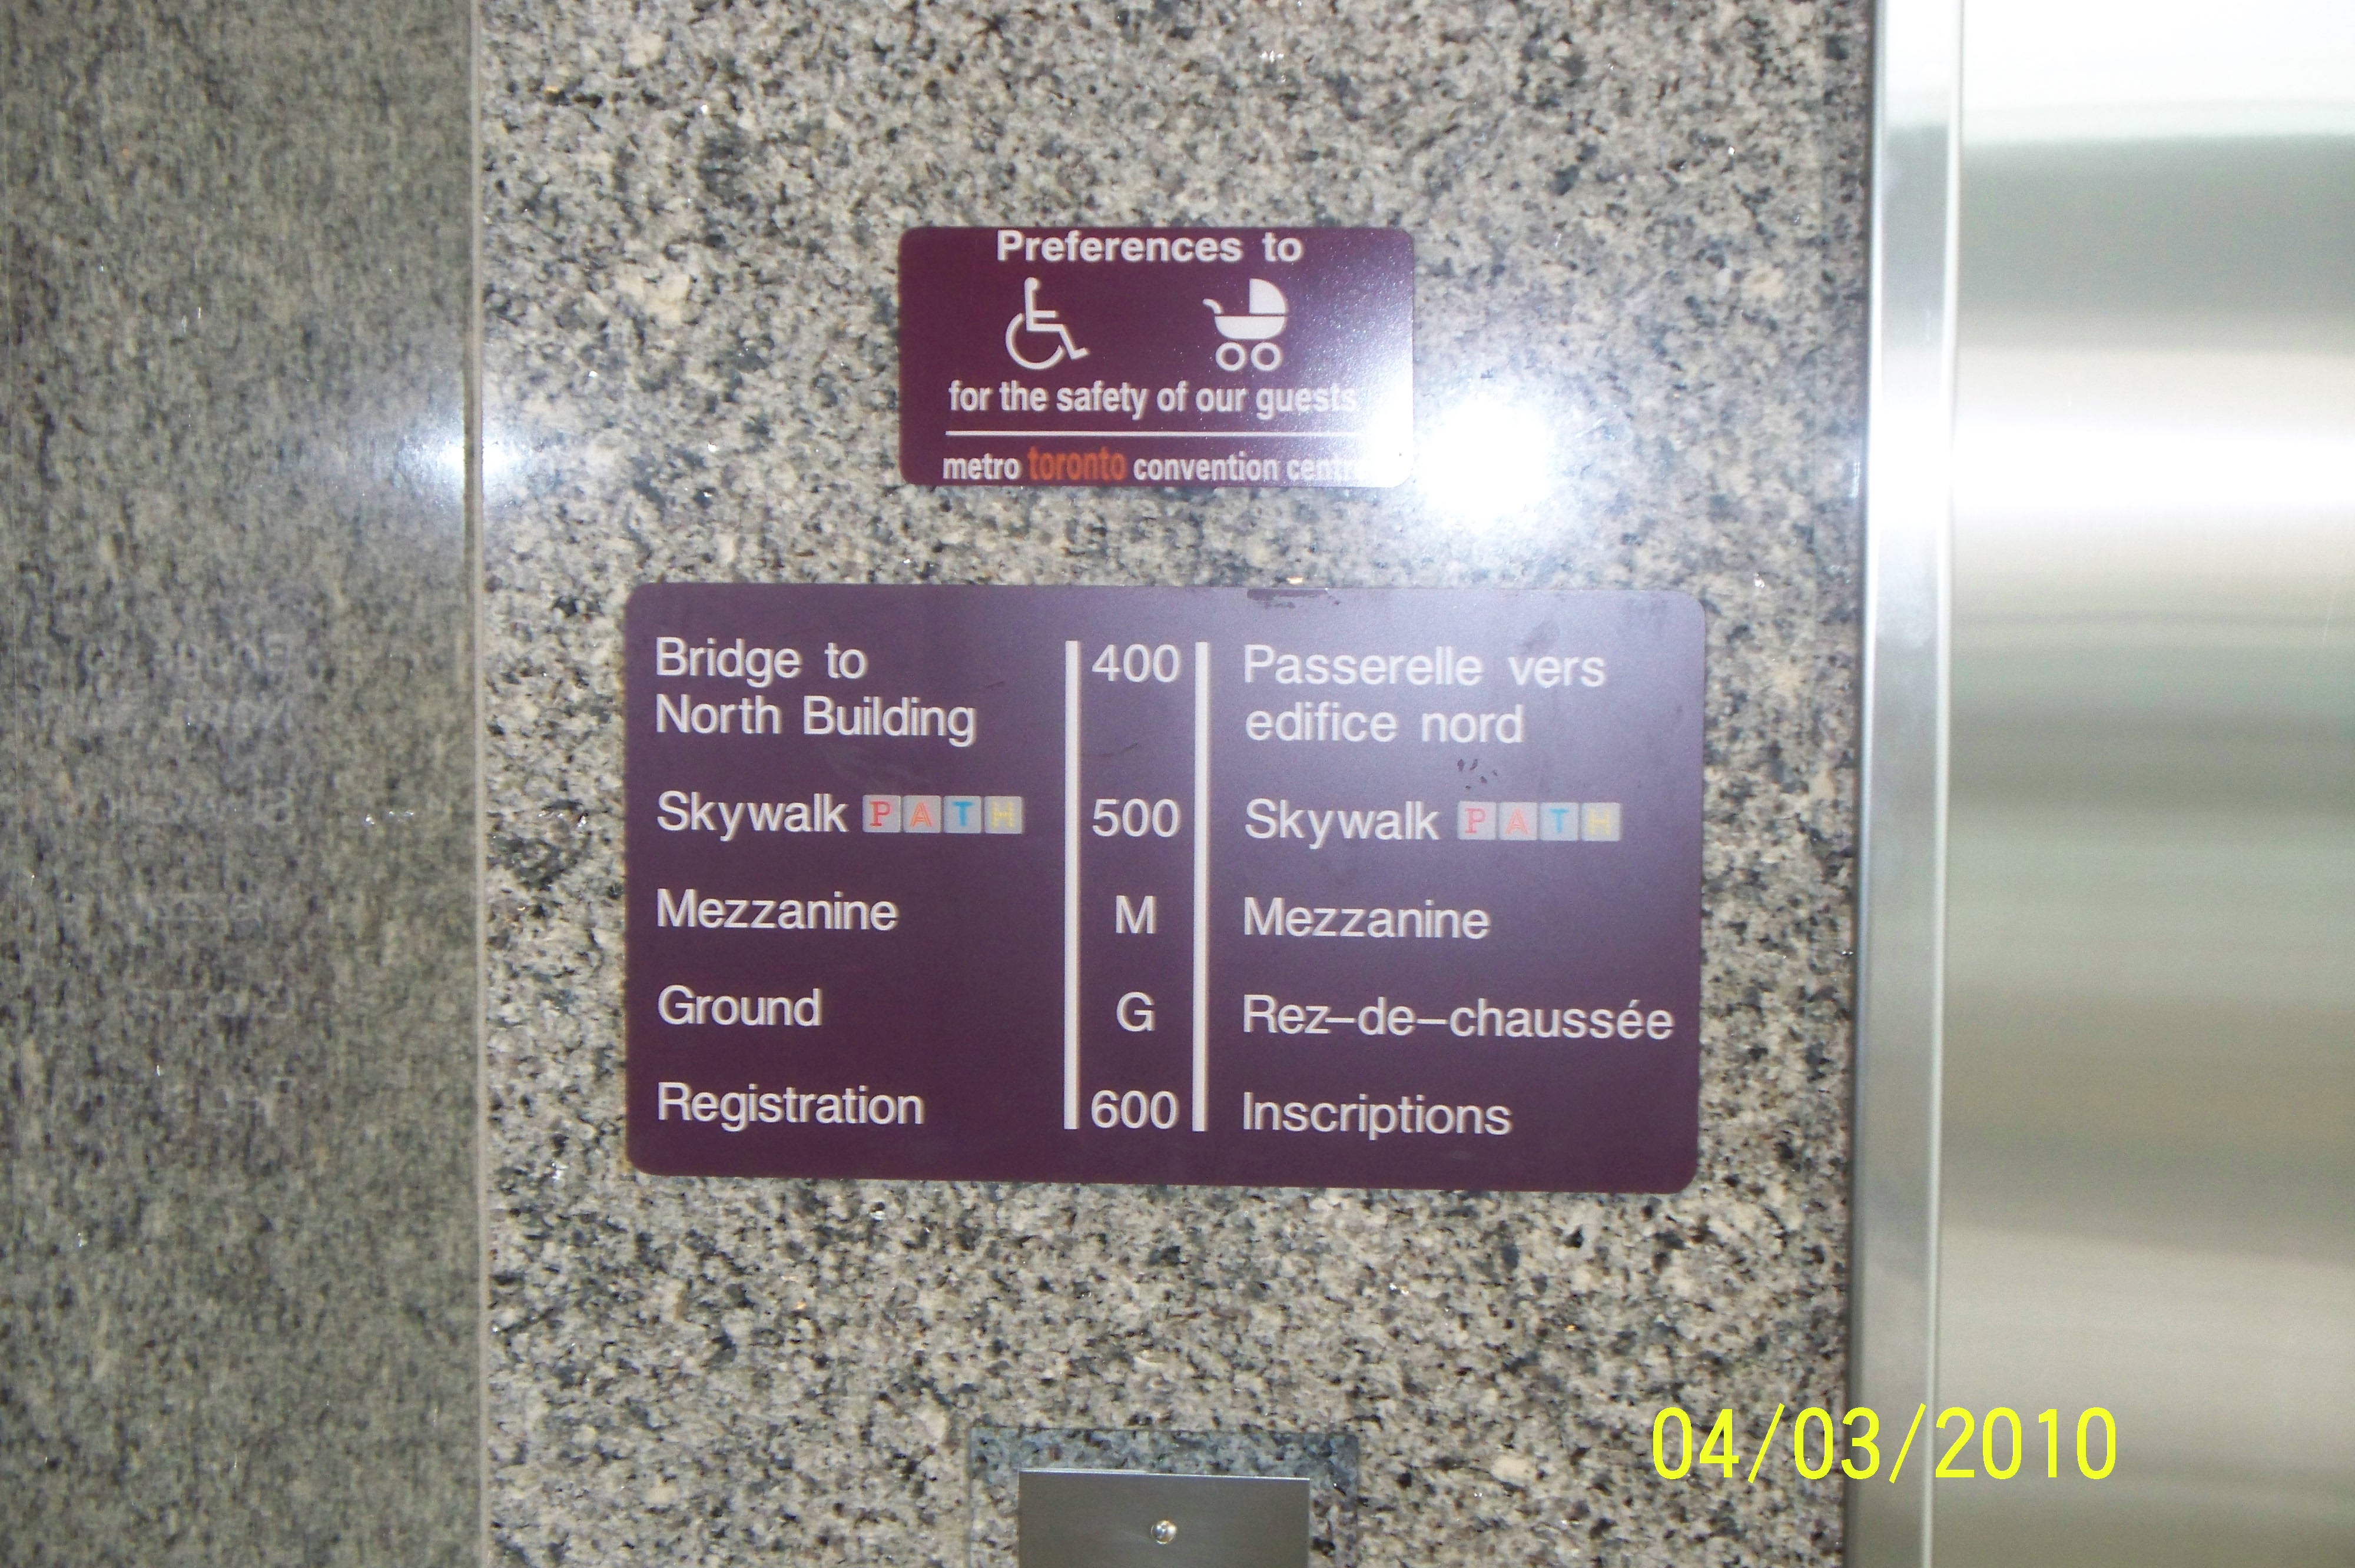 Preferences to
for the safety of our guests
metro toronto convention centre
Bridge to 400 Passerelle vers
North Building edifice nord
Skywalk PATH 500 Skywalk PATH
Mezzanine M Mezzanine
Ground G Rez-de-chaussée
Registration 600 Inscriptions
04/03/2010